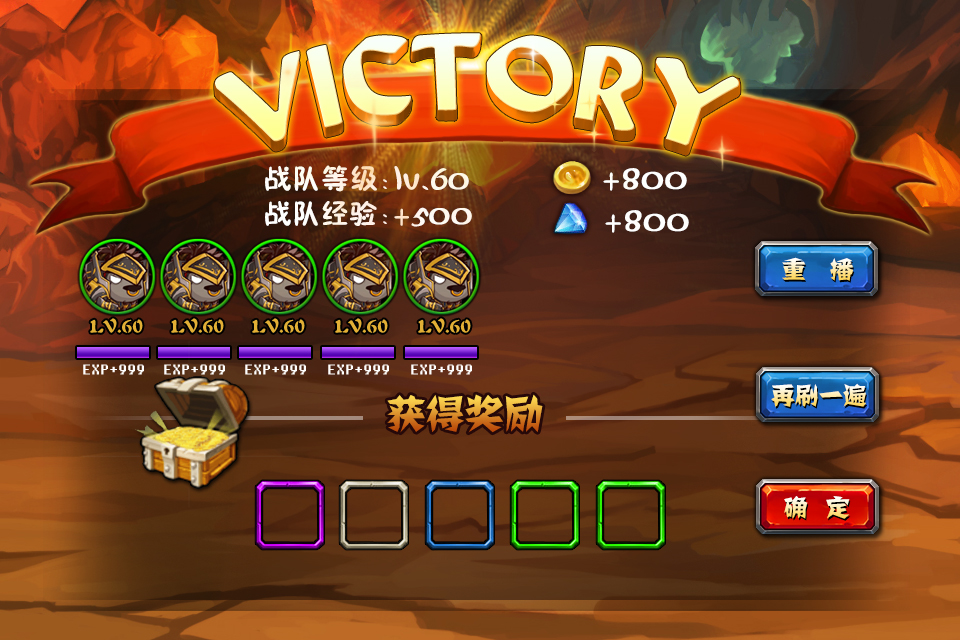 VICTORY
战队等级:lv.60
+800
战队经验:+500
+800
重 播
LV.60 LV.60 LV.60 LV.60 LV.60
EXP+999 EXP+999 EXP+999 EXP+999 EXP+999
再刷一遍
获得奖励
确 定